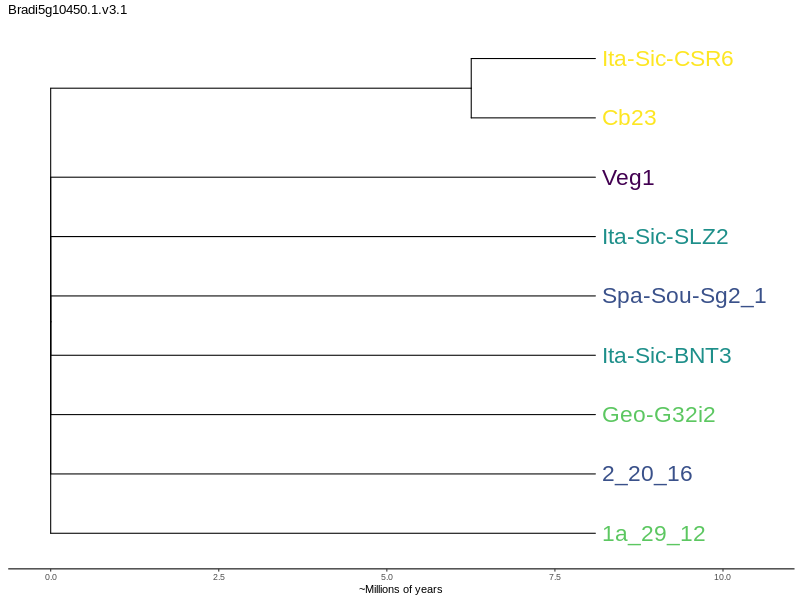 Bradi5g10450.1.v3.1
Ita-Sic-CSR6
Cb23
Veg1
Ita-Sic-SLZ2
Spa-Sou-Sg2_1
Ita-Sic-BNT3
Geo-G32i2
2_20_16
1a_29_12
0.0 2.5 5.0 7.5 10.0
~Millions of years